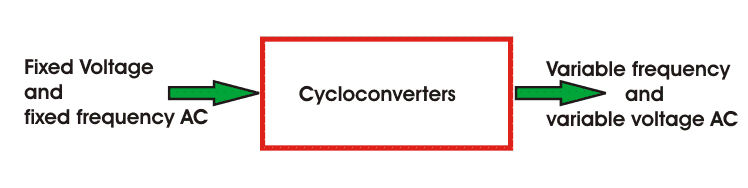 Fixed Voltage
and
fixed frequency AC
Cycloconverters
Variable frequency
and
variable voltage AC